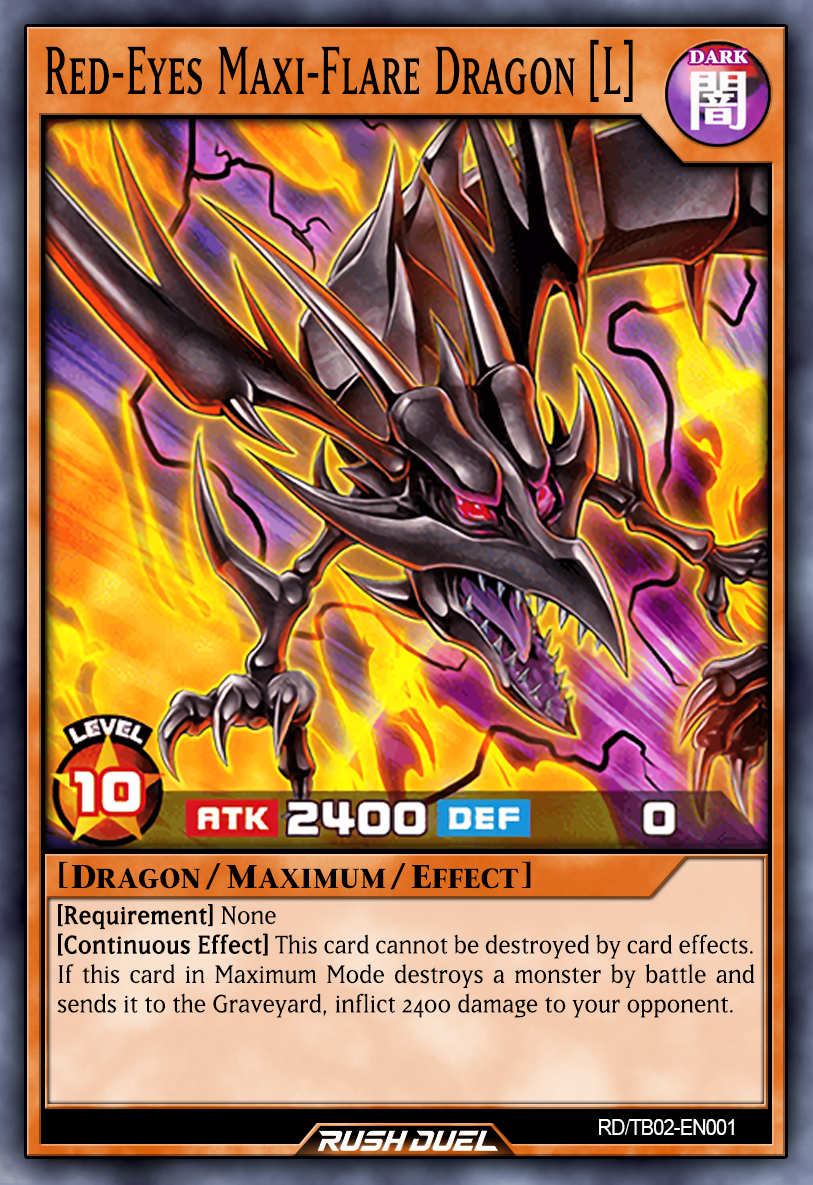 Red-Eyes Maxi-Flare Dragon [L]
DARK
闇
LEVEL
10
ATK 2400 DEF 0
[Dragon/Maximum/Effect]
[Requirement] None
[Continuous Effect] This card cannot be destroyed by card effects.
If this card in Maximum Mode destroys a monster by battle and
sends it to the Graveyard, inflict 2400 damage to your opponent.
RD/TB02-EN001
RUSH DUEL